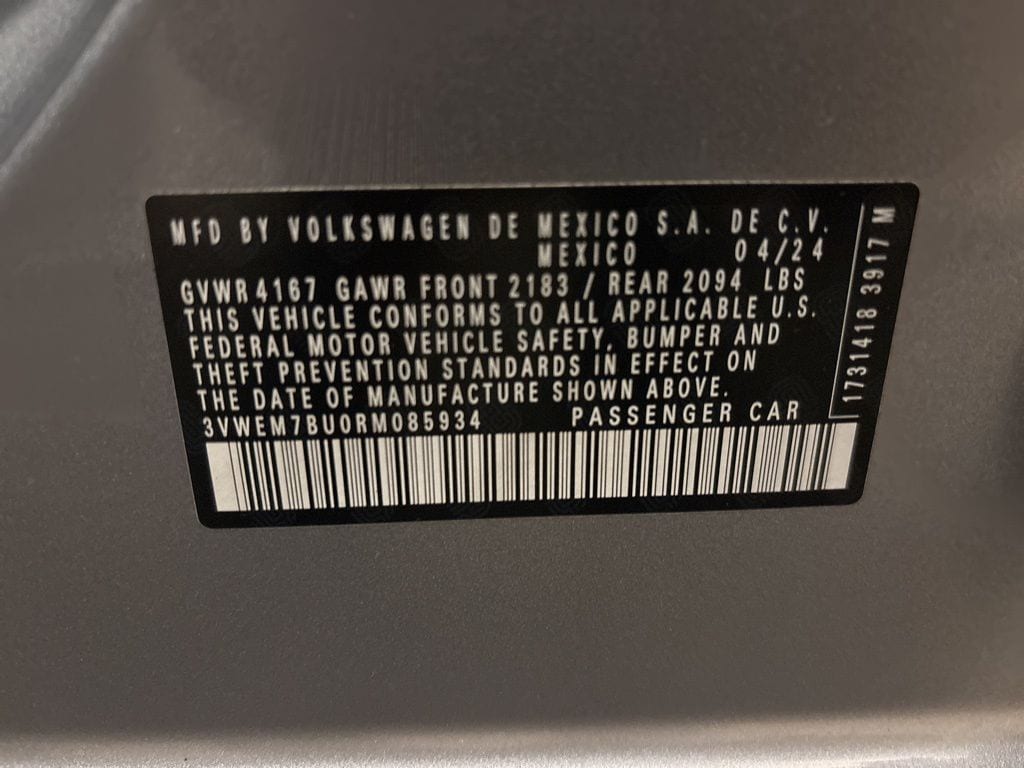 MFD BY VOLKSWAGEN DE MEXICO S.A. DE C.V.
MEXICO 04/24
GVWR 4167 GAWR FRONT 2183 / REAR 2094 LBS
THIS VEHICLE CONFORMS TO ALL APPLICABLE U.S.
FEDERAL MOTOR VEHICLE SAFETY, BUMPER AND
THEFT PREVENTION STANDARDS IN EFFECT ON
THE DATE OF MANUFACTURE SHOWN ABOVE.
3VWEM7BU0RM085934 PASSENGER CAR
1731418 3917 M